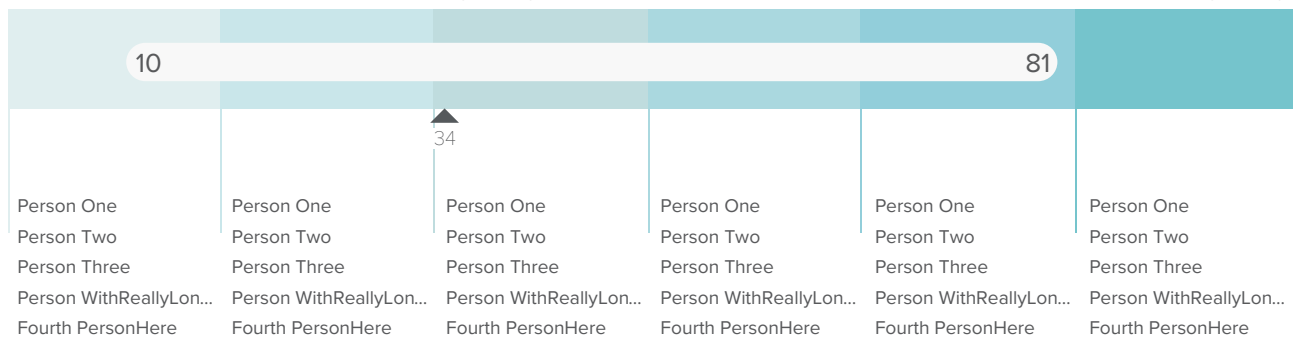 10 81
34
Person One Person One Person One Person One Person One Person One
Person Two Person Two Person Two Person Two Person Two Person Two
Person Three Person Three Person Three Person Three Person Three Person Three
Person WithReallyLon... Person WithReallyLon... Person WithReallyLon... Person WithReallyLon... Person WithReallyLon... Person WithReallyLon...
Fourth PersonHere Fourth PersonHere Fourth PersonHere Fourth PersonHere Fourth PersonHere Fourth PersonHere